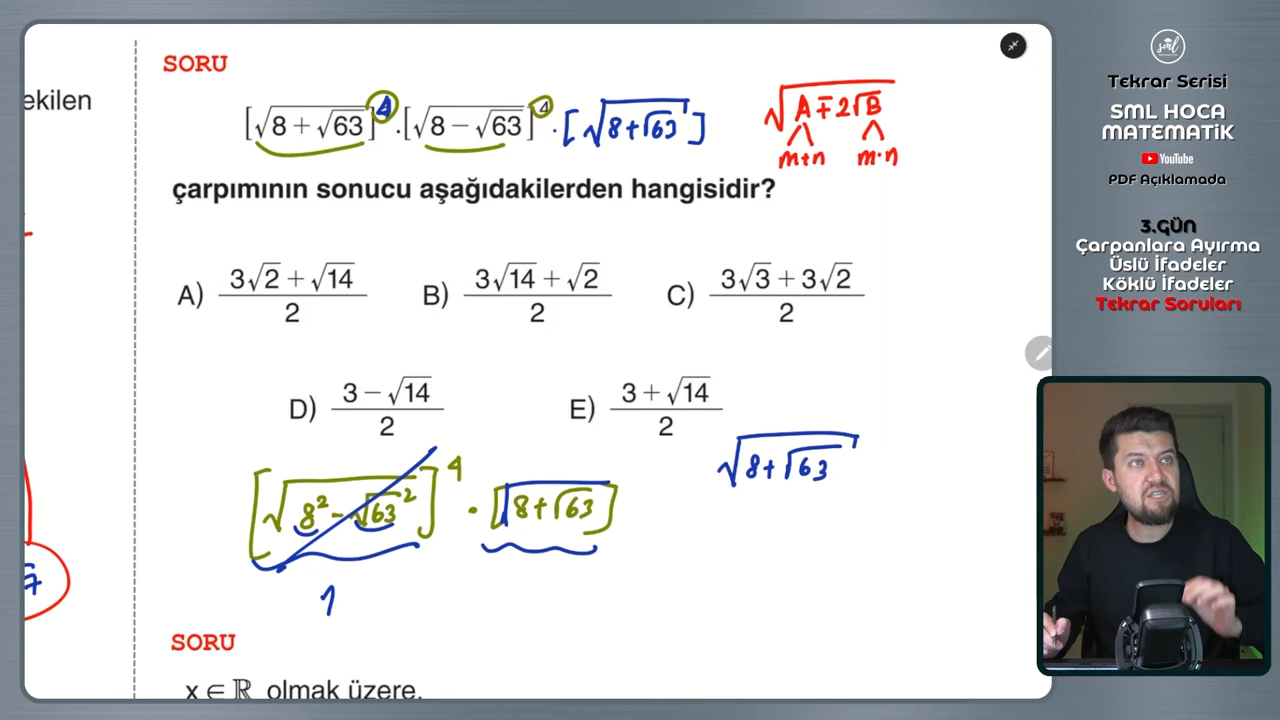 ekilen
SORU
[√(8 + √63)]⁴ · [√(8 − √63)]⁴ · [√(8+√63)]
√(A ∓ 2√B)
m+n m·n
çarpımının sonucu aşağıdakilerden hangisidir?
A) (3√2 + √14)/2
B) (3√14 + √2)/2
C) (3√3 + 3√2)/2
D) (3 − √14)/2
E) (3 + √14)/2
√(8+√63)
[√(8² − √63²)]⁴ · [√(8+√63)]
1
7
SORU
x ∈ ℝ olmak üzere,
sml
Tekrar Serisi
SML HOCA
MATEMATİK
YouTube
PDF Açıklamada
3.GÜN
Çarpanlara Ayırma
Üslü İfadeler
Köklü İfadeler
Tekrar Soruları